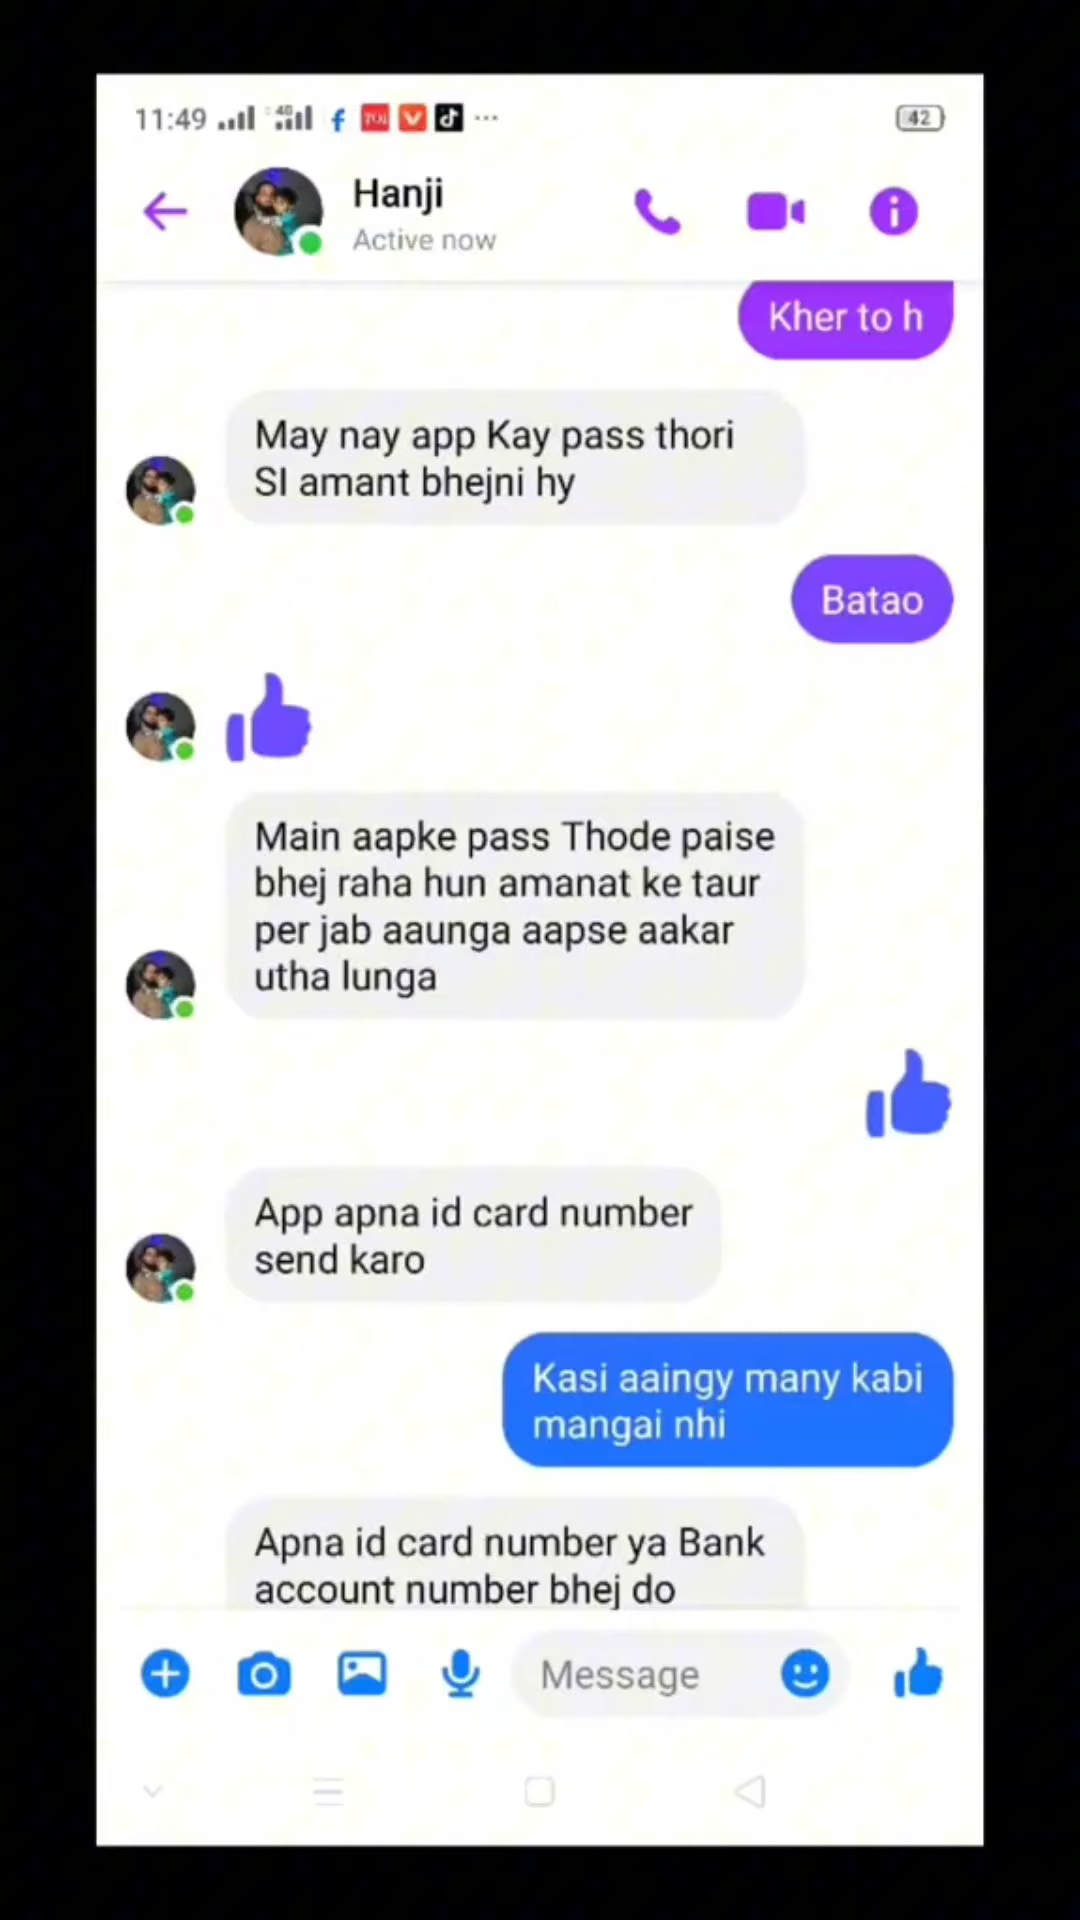 11:49
4G
TOI
42
Hanji
Active now
Kher to h
May nay app Kay pass thori
SI amant bhejni hy
Batao
Main aapke pass Thode paise
bhej raha hun amanat ke taur
per jab aaunga aapse aakar
utha lunga
App apna id card number
send karo
Kasi aaingy many kabi
mangai nhi
Apna id card number ya Bank
account number bhej do
Message